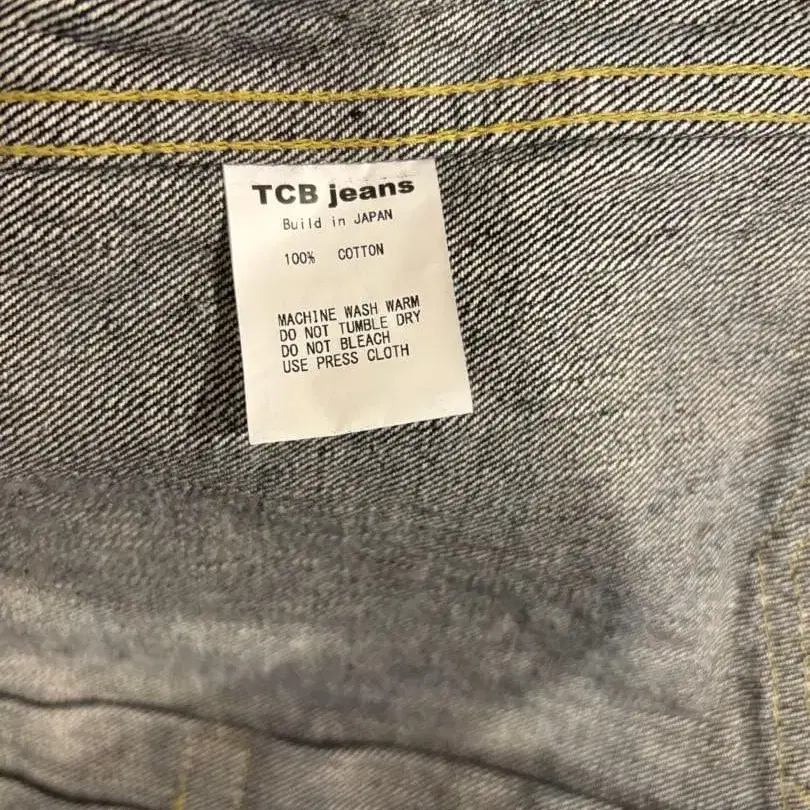 TCB jeans
Build in JAPAN
100% COTTON
MACHINE WASH WARM
DO NOT TUMBLE DRY
DO NOT BLEACH
USE PRESS CLOTH